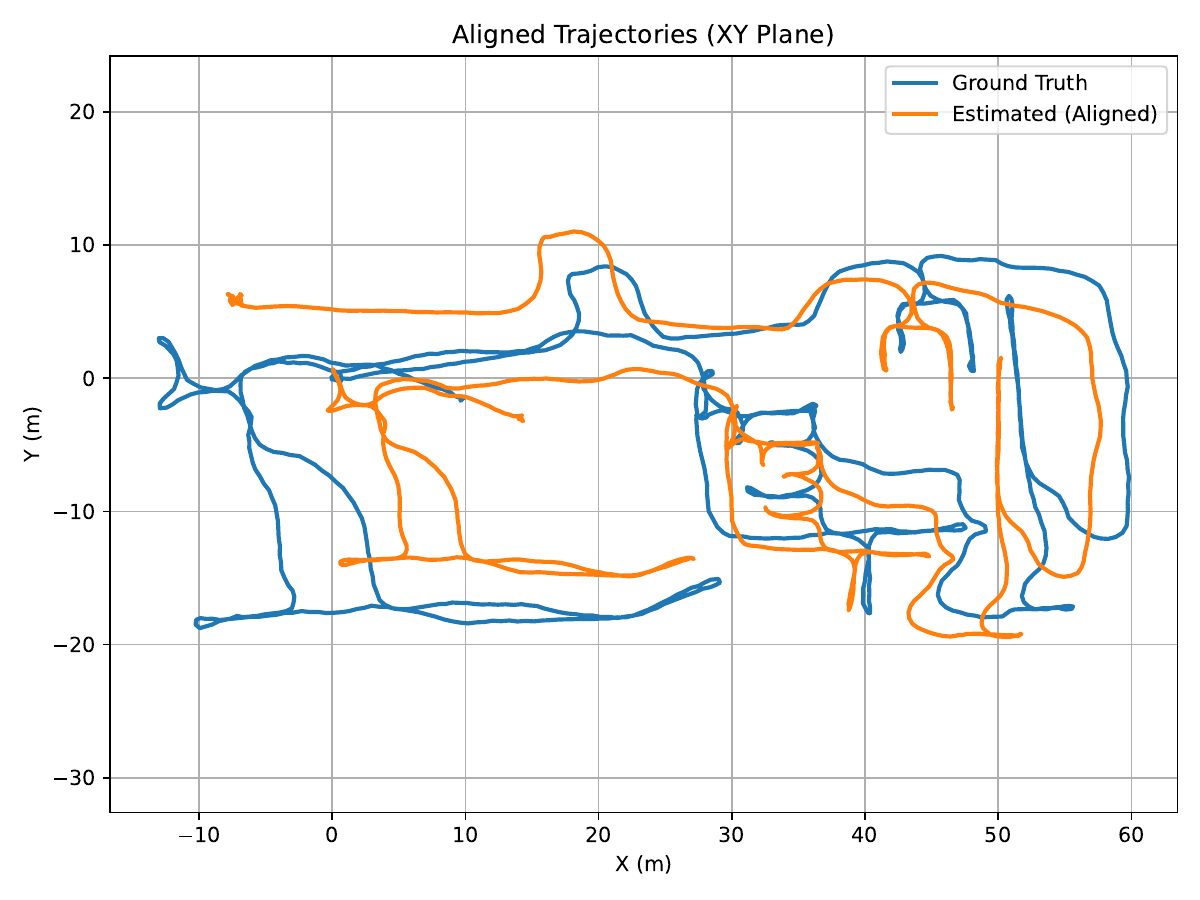 Aligned Trajectories (XY Plane)
Ground Truth
Estimated (Aligned)
20
10
0
−10
−20
−30
Y (m)
−10 0 10 20 30 40 50 60
X (m)